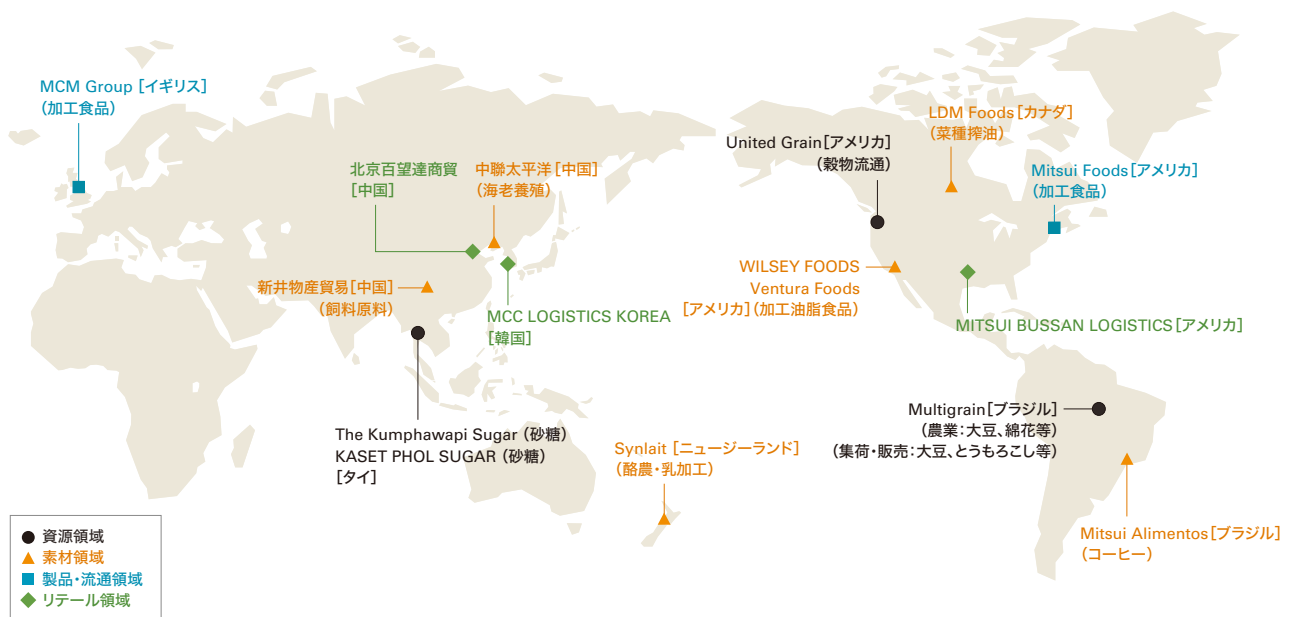 MCM Group [イギリス]
（加工食品）
北京百望達商貿
[中国]
中聯太平洋[中国]
（海老養殖）
新井物産貿易[中国]
（飼料原料）
MCC LOGISTICS KOREA
[韓国]
The Kumphawapi Sugar（砂糖）
KASET PHOL SUGAR（砂糖）
[タイ]
Synlait [ニュージーランド]
（酪農・乳加工）
United Grain[アメリカ]
（穀物流通）
LDM Foods[カナダ]
（菜種搾油）
Mitsui Foods[アメリカ]
（加工食品）
WILSEY FOODS
Ventura Foods
[アメリカ]（加工油脂食品）
MITSUI BUSSAN LOGISTICS[アメリカ]
Multigrain[ブラジル]
（農業：大豆、綿花等）
（集荷・販売：大豆、とうもろこし等）
Mitsui Alimentos[ブラジル]
（コーヒー）
資源領域
素材領域
製品・流通領域
リテール領域